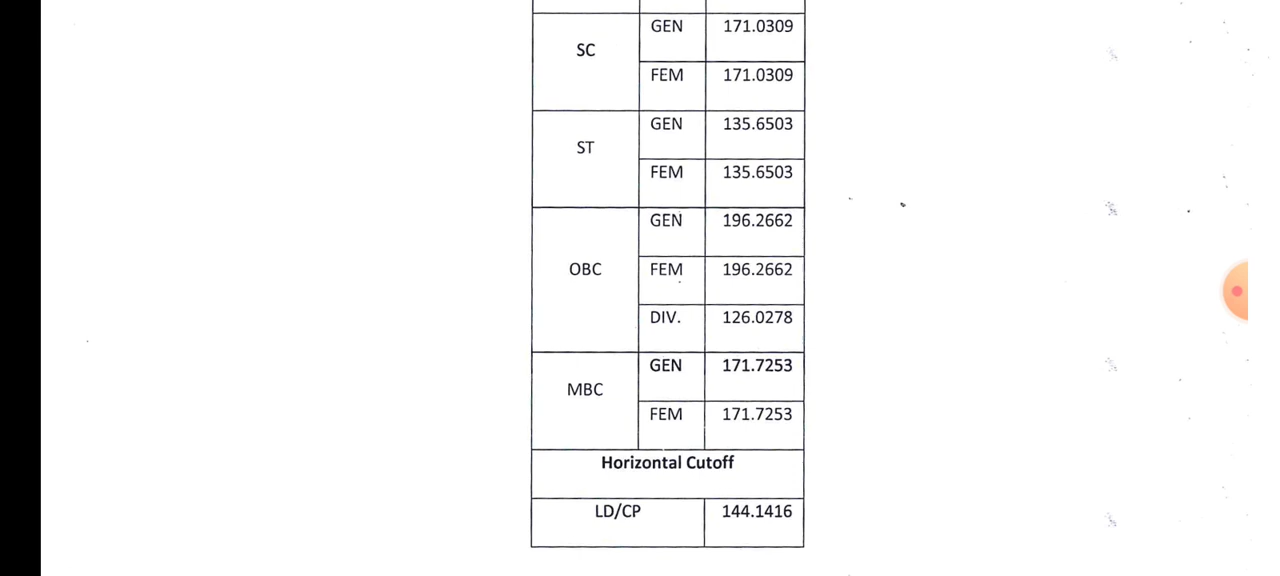 SC GEN 171.0309
FEM 171.0309
ST GEN 135.6503
FEM 135.6503
OBC GEN 196.2662
FEM 196.2662
DIV. 126.0278
MBC GEN 171.7253
FEM 171.7253
Horizontal Cutoff
LD/CP 144.1416